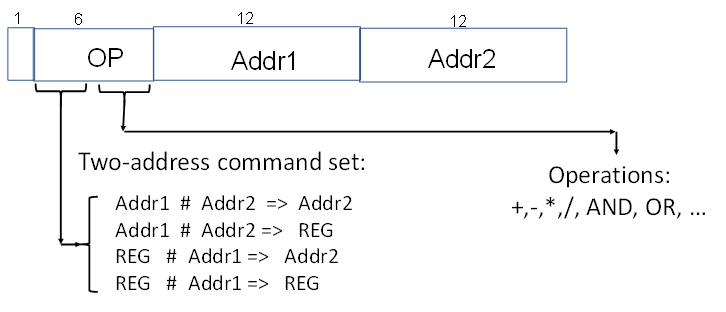 1 6 12 12
OP Addr1 Addr2
Two-address command set:
Addr1 # Addr2 => Addr2
Addr1 # Addr2 => REG
REG # Addr1 => Addr2
REG # Addr1 => REG
Operations:
+,-,*,/, AND, OR, ...